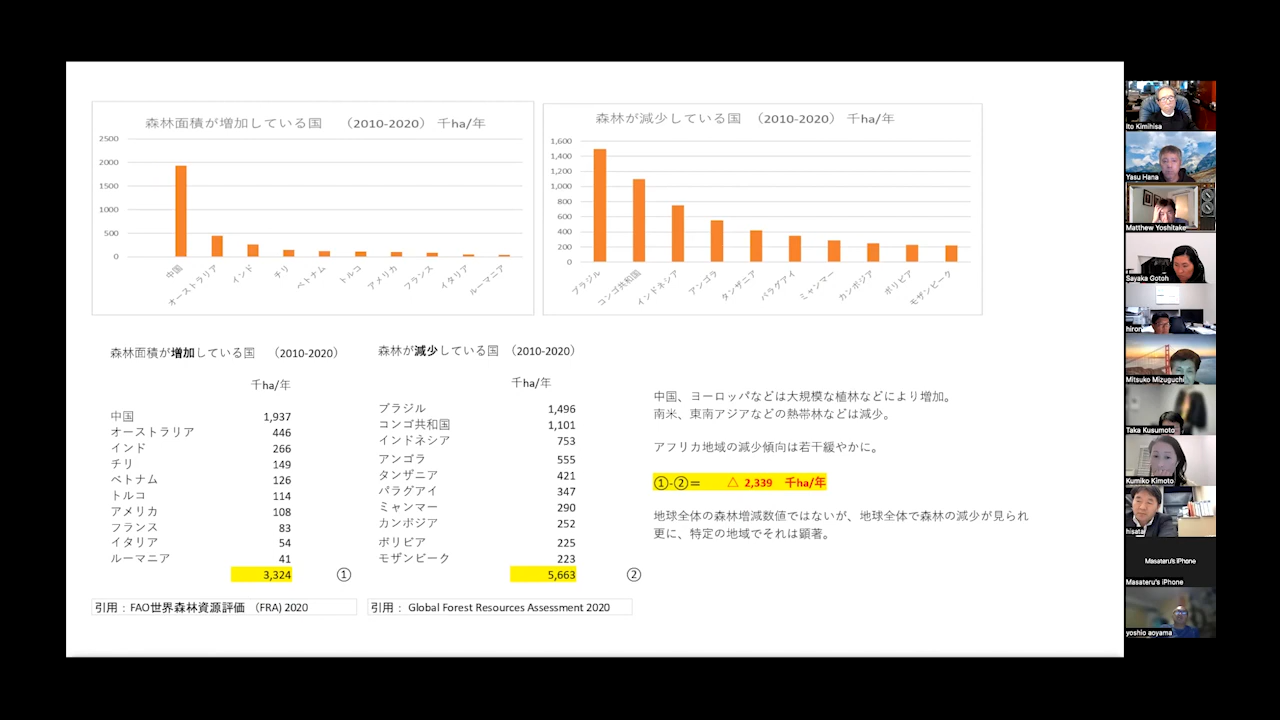 森林面積が増加している国 （2010-2020） 千ha/年
2500
2000
1500
1000
500
0
中国
オーストラリア
インド
チリ
ベトナム
トルコ
アメリカ
フランス
イタリア
ルーマニア
森林が減少している国 （2010-2020） 千ha/年
1,600
1,400
1,200
1,000
800
600
400
200
0
ブラジル
コンゴ共和国
インドネシア
アンゴラ
タンザニア
パラグアイ
ミャンマー
カンボジア
ボリビア
モザンビーク
森林面積が増加している国 （2010-2020）
千ha/年
中国 1,937
オーストラリア 446
インド 266
チリ 149
ベトナム 126
トルコ 114
アメリカ 108
フランス 83
イタリア 54
ルーマニア 41
3,324 ①
引用：FAO世界森林資源評価 （FRA) 2020
森林が減少している国 （2010-2020）
千ha/年
ブラジル 1,496
コンゴ共和国 1,101
インドネシア 753
アンゴラ 555
タンザニア 421
パラグアイ 347
ミャンマー 290
カンボジア 252
ボリビア 225
モザンビーク 223
5,663 ②
引用： Global Forest Resources Assessment 2020
中国、ヨーロッパなどは大規模な植林などにより増加。
南米、東南アジアなどの熱帯林などは減少。
アフリカ地域の減少傾向は若干緩やかに。
①-②＝ △ 2,339 千ha/年
地球全体の森林増減数値ではないが、地球全体で森林の減少が見られ
更に、特定の地域でそれは顕著。
Ito Kimihisa
Yasu Hana
Matthew Yoshitake
Sayaka Gotoh
Mitsuko Mizuguchi
Taka Kusumoto
Kumiko Kimoto
hisata
Masateru's iPhone
Masateru's iPhone
yoshio aoyama